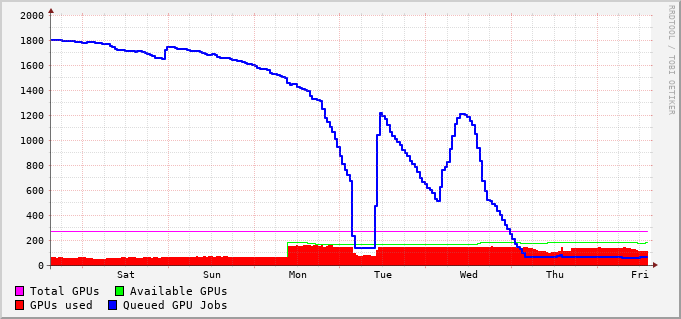 2000
1800
1600
1400
1200
1000
800
600
400
200
0
Sat Sun Mon Tue Wed Thu Fri
Total GPUs Available GPUs
GPUs used Queued GPU Jobs
RRDTOOL / TOBI OETIKER